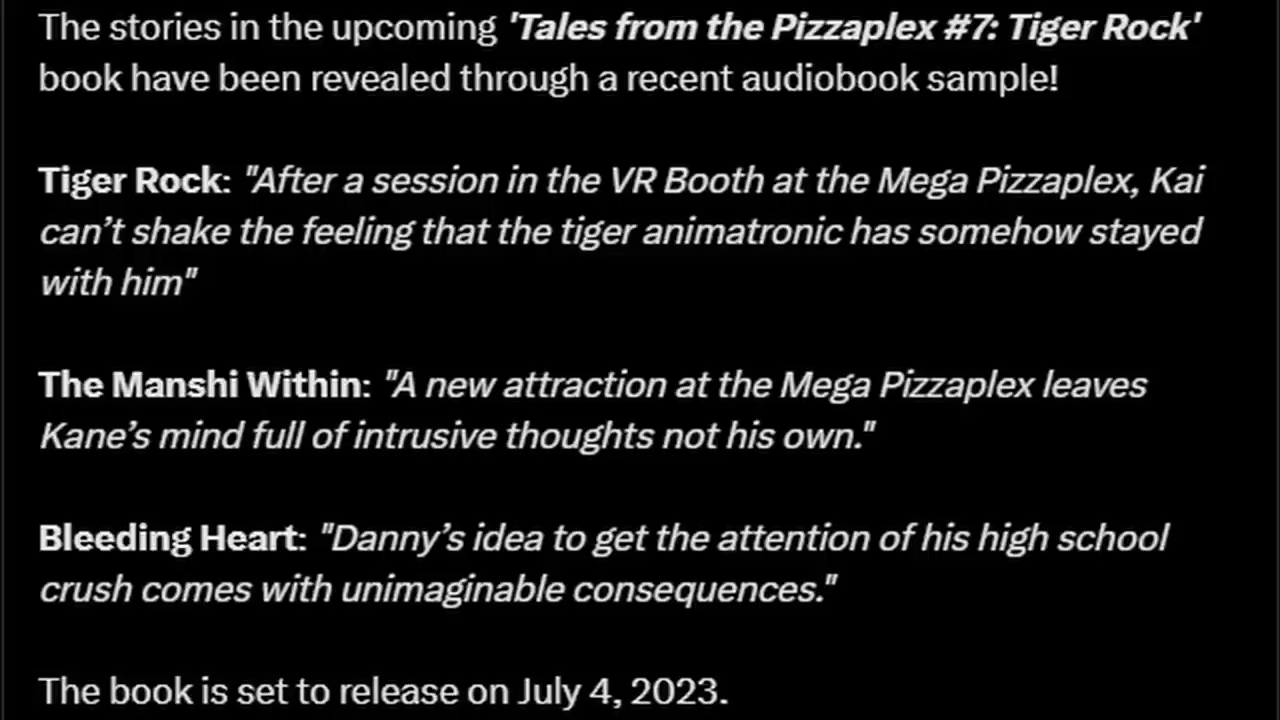 The stories in the upcoming 'Tales from the Pizzaplex #7: Tiger Rock'
book have been revealed through a recent audiobook sample!
Tiger Rock: "After a session in the VR Booth at the Mega Pizzaplex, Kai
can’t shake the feeling that the tiger animatronic has somehow stayed
with him"
The Manshi Within: "A new attraction at the Mega Pizzaplex leaves
Kane’s mind full of intrusive thoughts not his own."
Bleeding Heart: "Danny’s idea to get the attention of his high school
crush comes with unimaginable consequences."
The book is set to release on July 4, 2023.